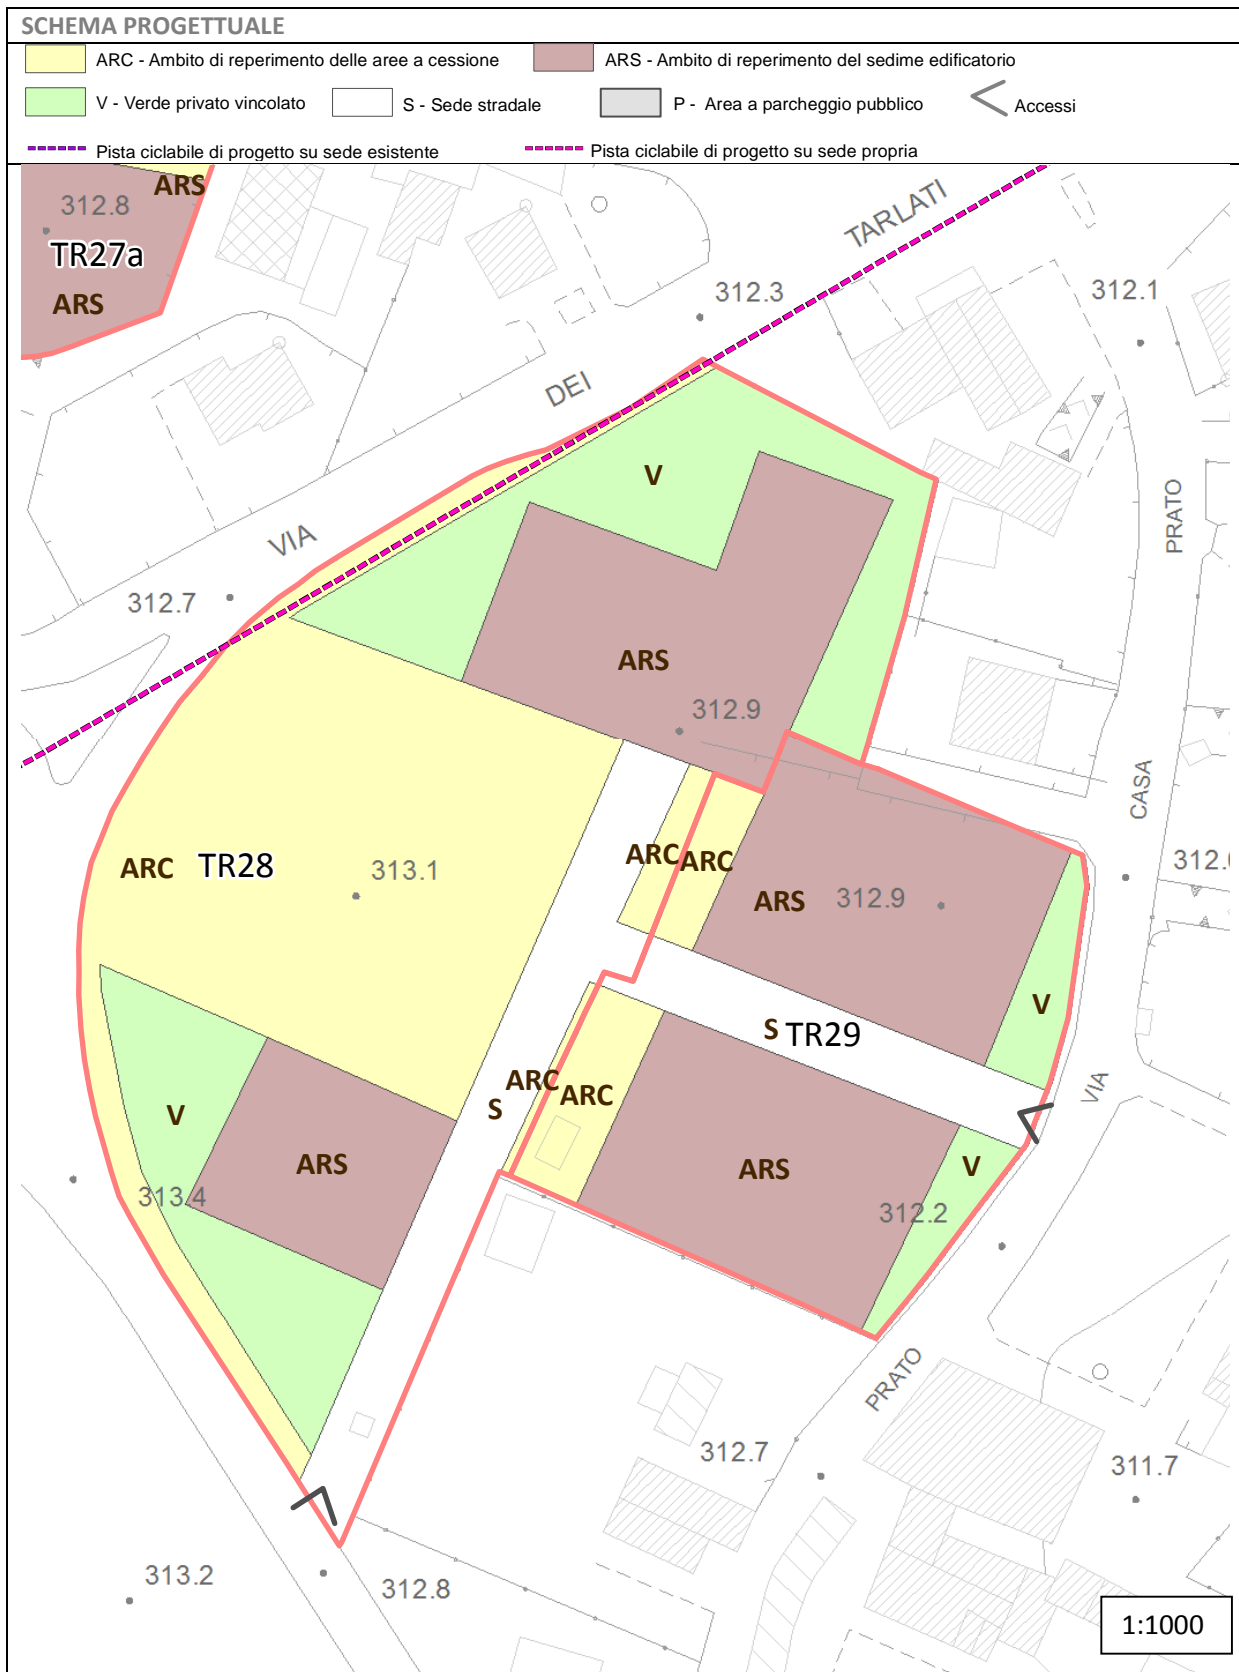 SCHEMA PROGETTUALE
ARC - Ambito di reperimento delle aree a cessione
ARS - Ambito di reperimento del sedime edificatorio
V - Verde privato vincolato
S - Sede stradale
P - Area a parcheggio pubblico
Accessi
Pista ciclabile di progetto su sede esistente
Pista ciclabile di progetto su sede propria
ARS
312.8
TR27a
ARS
TARLATI
312.3
312.1
DEI
V
PRATO
VIA
312.7
ARS
312.9
CASA
ARC
TR28
313.1
ARC
ARC
ARS
312.9
312.
V
S
TR29
ARC
ARC
S
VIA
V
ARS
ARS
V
313.4
312.2
PRATO
312.7
311.7
313.2
312.8
1:1000